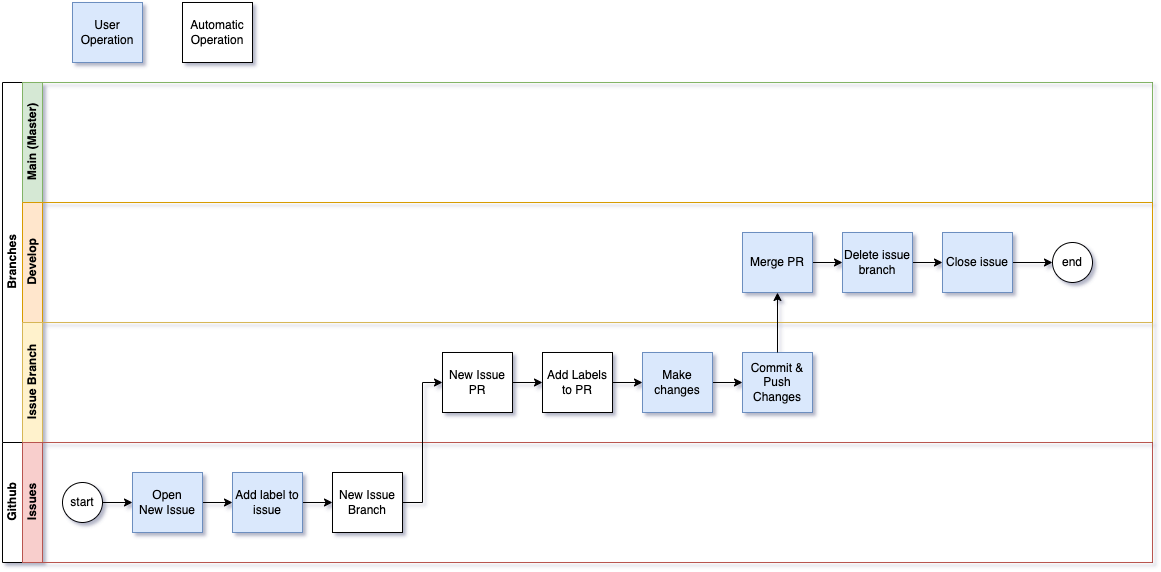 User
Operation
Automatic
Operation
Branches
Main (Master)
Develop
Merge PR
Delete issue
branch
Close issue
end
Issue Branch
New Issue
PR
Add Labels
to PR
Make
changes
Commit &
Push
Changes
Github
Issues
start
Open
New Issue
Add label to
issue
New Issue
Branch